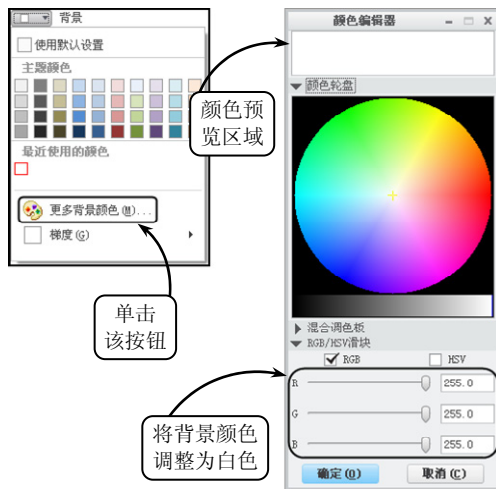 背景
使用默认设置
主题颜色
最近使用的颜色
更多背景颜色(M)...
梯度(G)
单击
该按钮
颜色预
览区域
将背景颜色
调整为白色
颜色编辑器
颜色轮盘
混合调色板
RGB/HSV滑块
RGB HSV
R 255.0
G 255.0
B 255.0
确定(O) 取消(C)